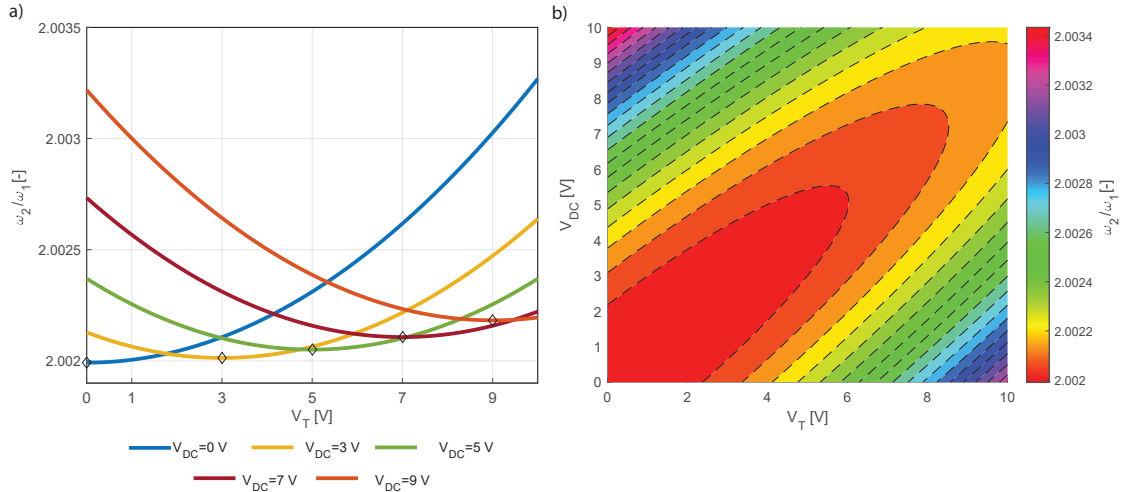 a)
2.0035
2.003
2.0025
2.002
ω2/ω1[-]
0 1 3 5 7 9
VT [V]
VDC=0 V VDC=3 V VDC=5 V
VDC=7 V VDC=9 V
b)
10
9
8
7
6
5
4
3
2
1
0
VDC [V]
0 2 4 6 8 10
VT [V]
2.0034
2.0032
2.003
2.0028
2.0026
2.0024
2.0022
2.002
ω2/ω1[-]